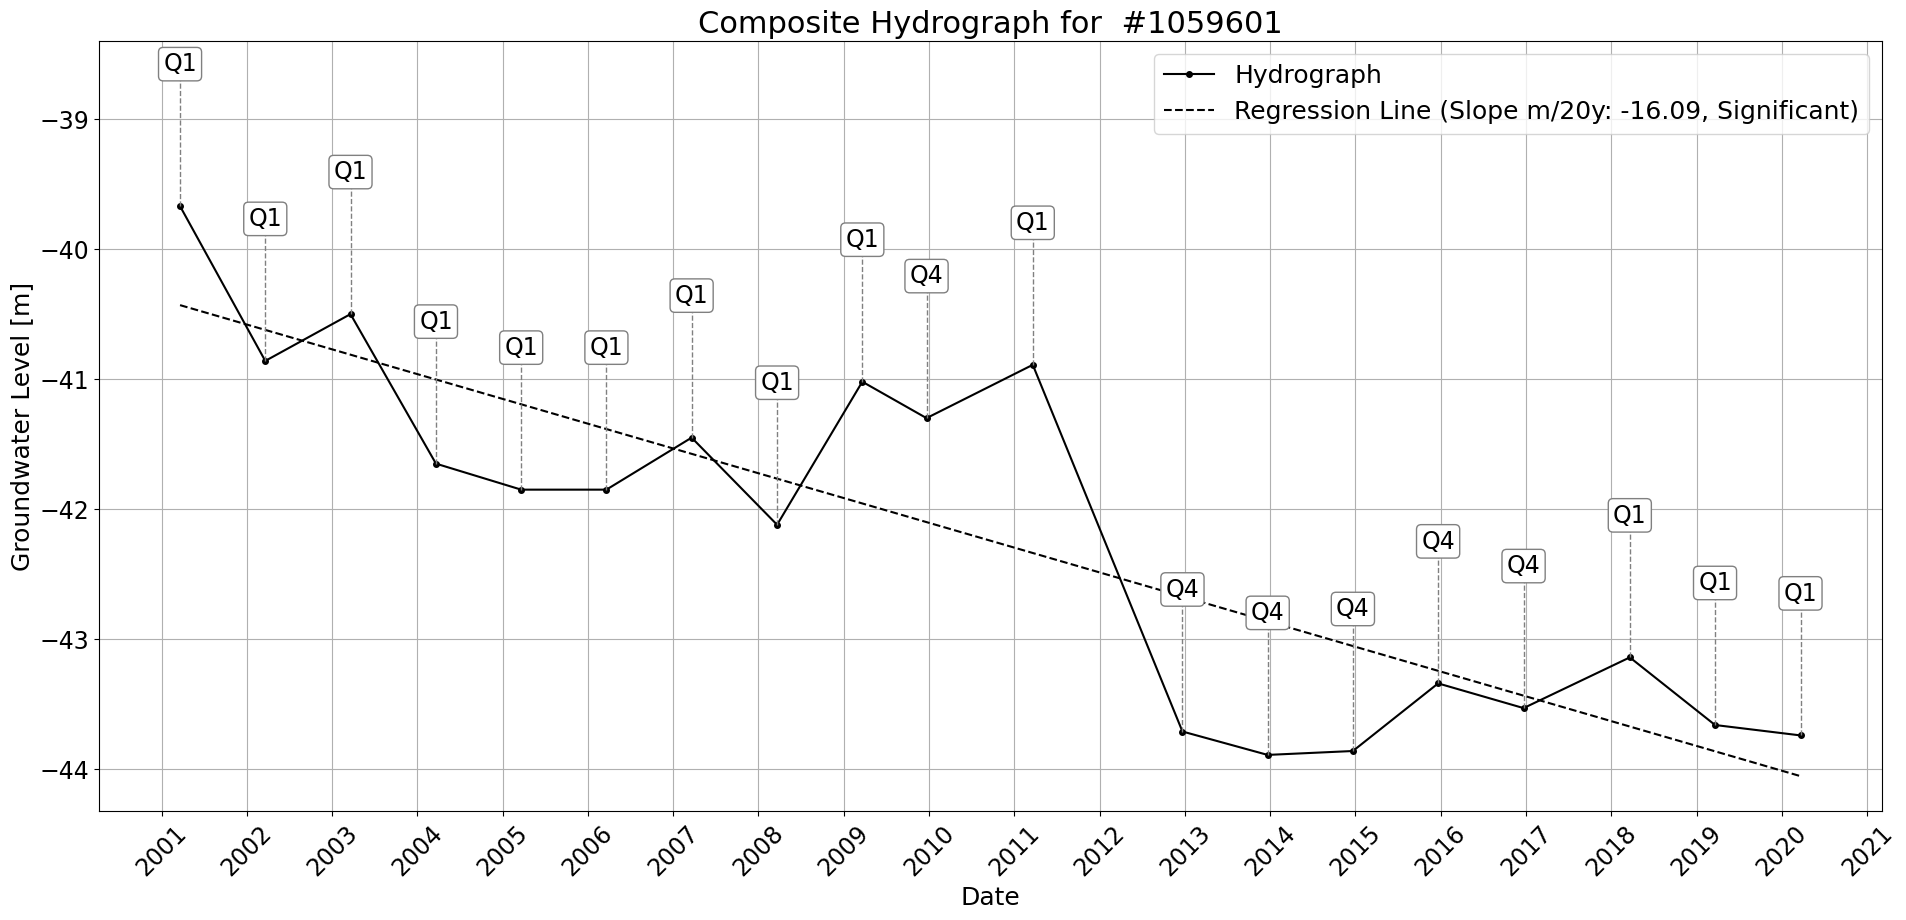 Composite Hydrograph for  #1059601
Hydrograph
Regression Line (Slope m/20y: -16.09, Significant)
Q1
Q1
Q1
Q1
Q1
Q1
Q1
Q1
Q1
Q4
Q1
Q4
Q4
Q4
Q4
Q4
Q1
Q1
Q1
Groundwater Level [m]
−39
−40
−41
−42
−43
−44
2001
2002
2003
2004
2005
2006
2007
2008
2009
2010
2011
2012
2013
2014
2015
2016
2017
2018
2019
2020
2021
Date